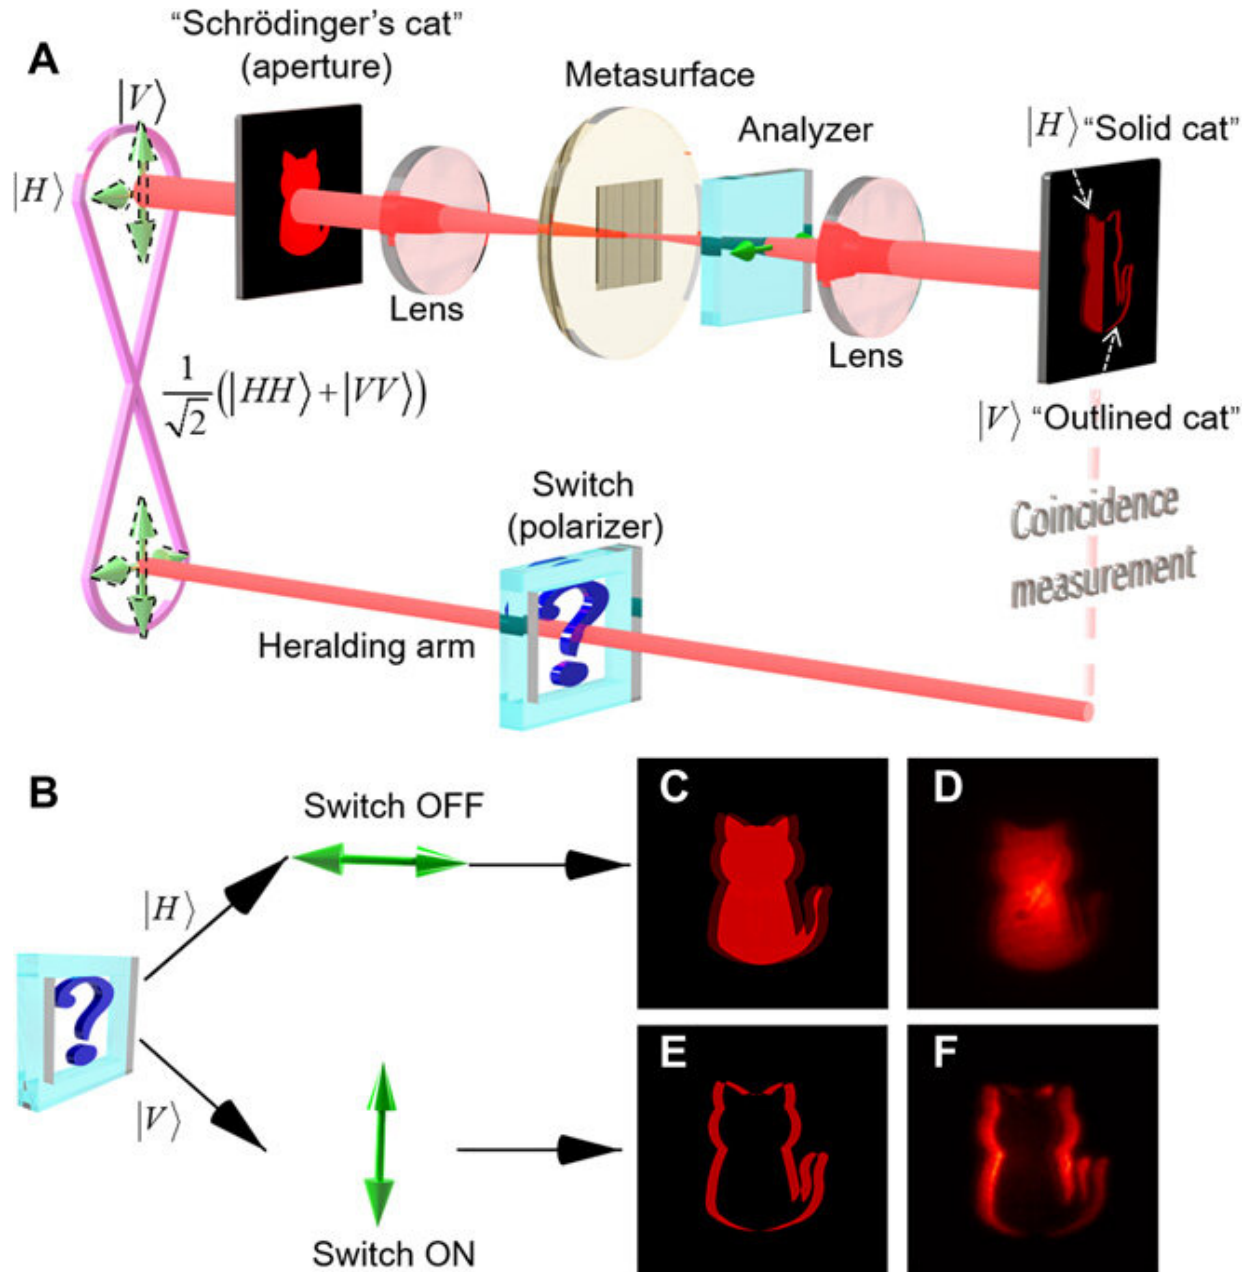 A
“Schrödinger’s cat”
(aperture)
Metasurface
Analyzer
|H⟩ “Solid cat”
|V⟩
|H⟩
Lens
Lens
1/√2 (|HH⟩ + |VV⟩)
|V⟩ “Outlined cat”
Switch
(polarizer)
?
Coincidence
measurement
Heralding arm
B
Switch OFF
|H⟩
?
|V⟩
Switch ON
C
D
E
F